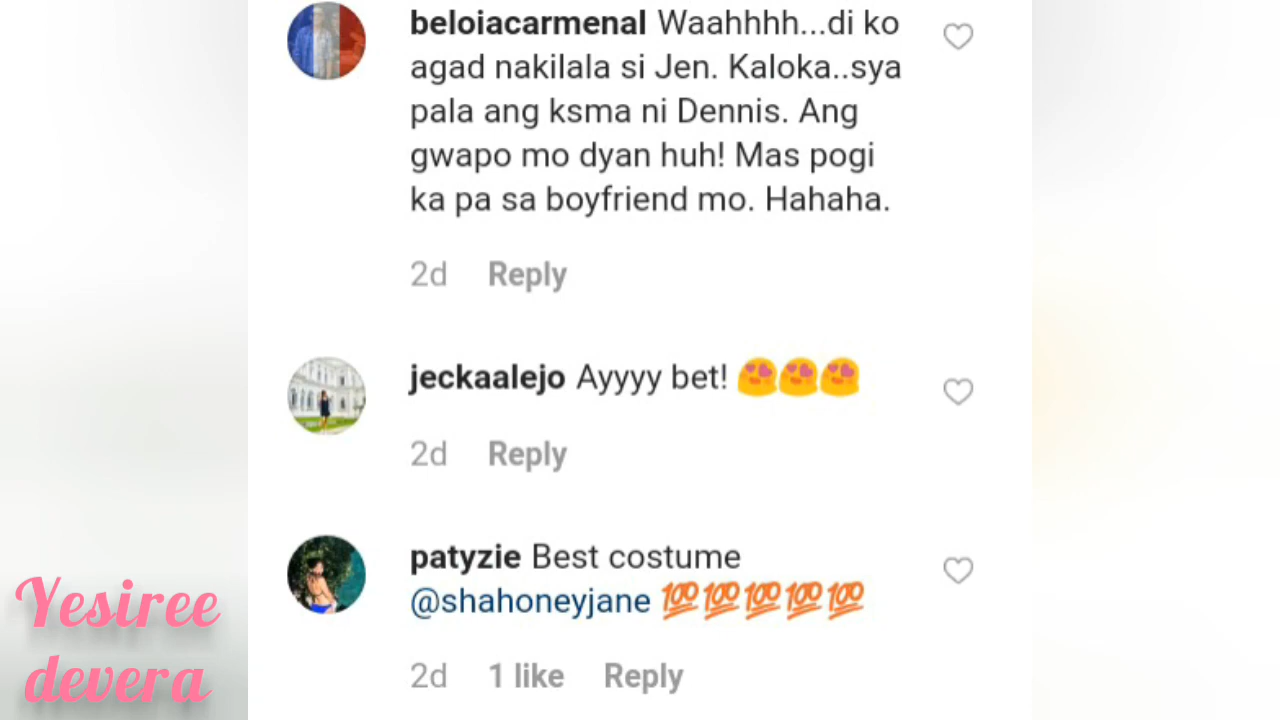 beloiacarmenal Waahhhh...di ko
agad nakilala si Jen. Kaloka..sya
pala ang ksma ni Dennis. Ang
gwapo mo dyan huh! Mas pogi
ka pa sa boyfriend mo. Hahaha.
2d Reply
jeckaalejo Ayyyy bet! 😍😍😍
2d Reply
patyzie Best costume
@shahoneyjane 💯💯💯💯💯
2d 1 like Reply
Yesiree
devera